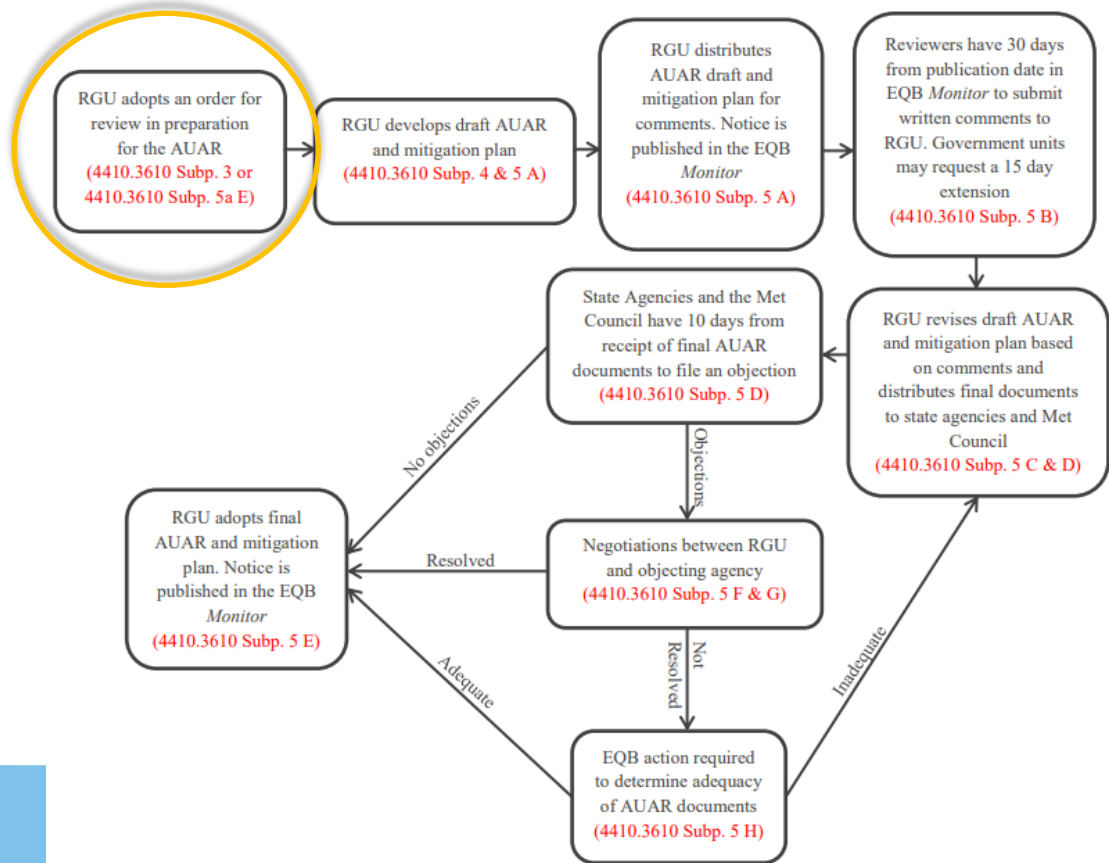 RGU adopts an order for
review in preparation
for the AUAR
(4410.3610 Subp. 3 or
4410.3610 Subp. 5a E)
RGU develops draft AUAR
and mitigation plan
(4410.3610 Subp. 4 & 5 A)
RGU distributes
AUAR draft and
mitigation plan for
comments. Notice is
published in the EQB
Monitor
(4410.3610 Subp. 5 A)
Reviewers have 30 days
from publication date in
EQB Monitor to submit
written comments to
RGU. Government units
may request a 15 day
extension
(4410.3610 Subp. 5 B)
RGU revises draft AUAR
and mitigation plan based
on comments and
distributes final documents
to state agencies and Met
Council
(4410.3610 Subp. 5 C & D)
State Agencies and the Met
Council have 10 days from
receipt of final AUAR
documents to file an objection
(4410.3610 Subp. 5 D)
No objections
Objections
Negotiations between RGU
and objecting agency
(4410.3610 Subp. 5 F & G)
Resolved
RGU adopts final
AUAR and mitigation
plan. Notice is
published in the EQB
Monitor
(4410.3610 Subp. 5 E)
Not
Resolved
Adequate
Inadequate
EQB action required
to determine adequacy
of AUAR documents
(4410.3610 Subp. 5 H)